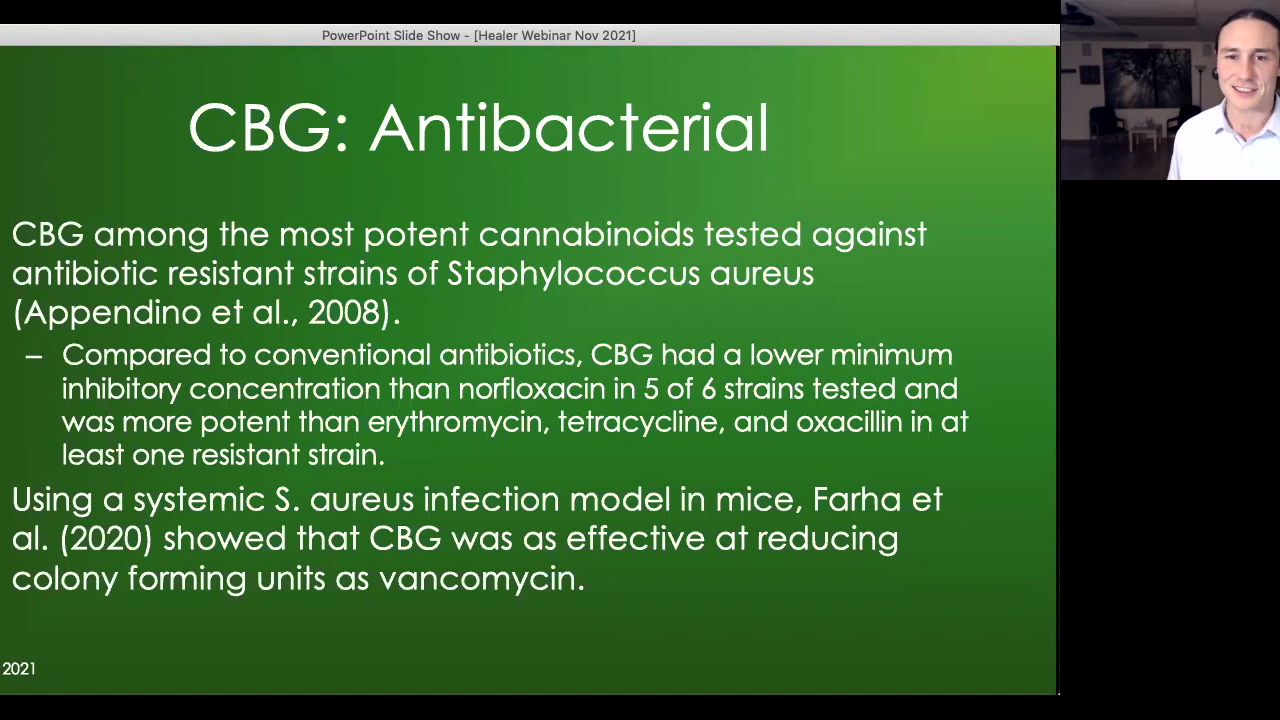 PowerPoint Slide Show - [Healer Webinar Nov 2021]
CBG: Antibacterial
CBG among the most potent cannabinoids tested against
antibiotic resistant strains of Staphylococcus aureus
(Appendino et al., 2008).
– Compared to conventional antibiotics, CBG had a lower minimum
inhibitory concentration than norfloxacin in 5 of 6 strains tested and
was more potent than erythromycin, tetracycline, and oxacillin in at
least one resistant strain.
Using a systemic S. aureus infection model in mice, Farha et
al. (2020) showed that CBG was as effective at reducing
colony forming units as vancomycin.
2021